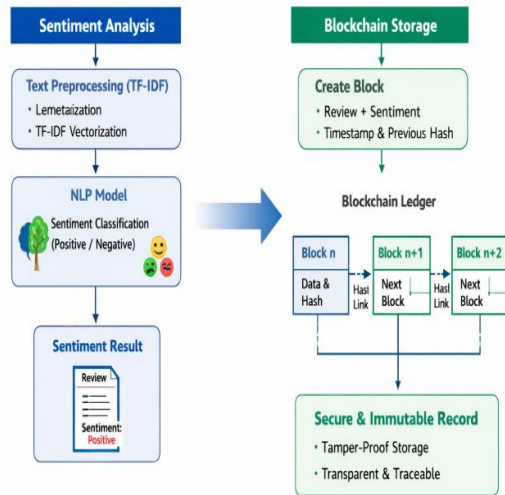 Sentiment Analysis
Text Preprocessing (TF-IDF)
• Lemetaization
• TF-IDF Vectorization
NLP Model
Sentiment Classification
(Positive / Negative)
Sentiment Result
Review
Sentiment:
Positive
Blockchain Storage
Create Block
• Review + Sentiment
• Timestamp & Previous Hash
Blockchain Ledger
Block n
Data &
Hash
Hasl
Link
Block n+1
Next
Block
Hasl
Link
Block n+2
Next
Block
Secure & Immutable Record
• Tamper-Proof Storage
• Transparent & Traceable